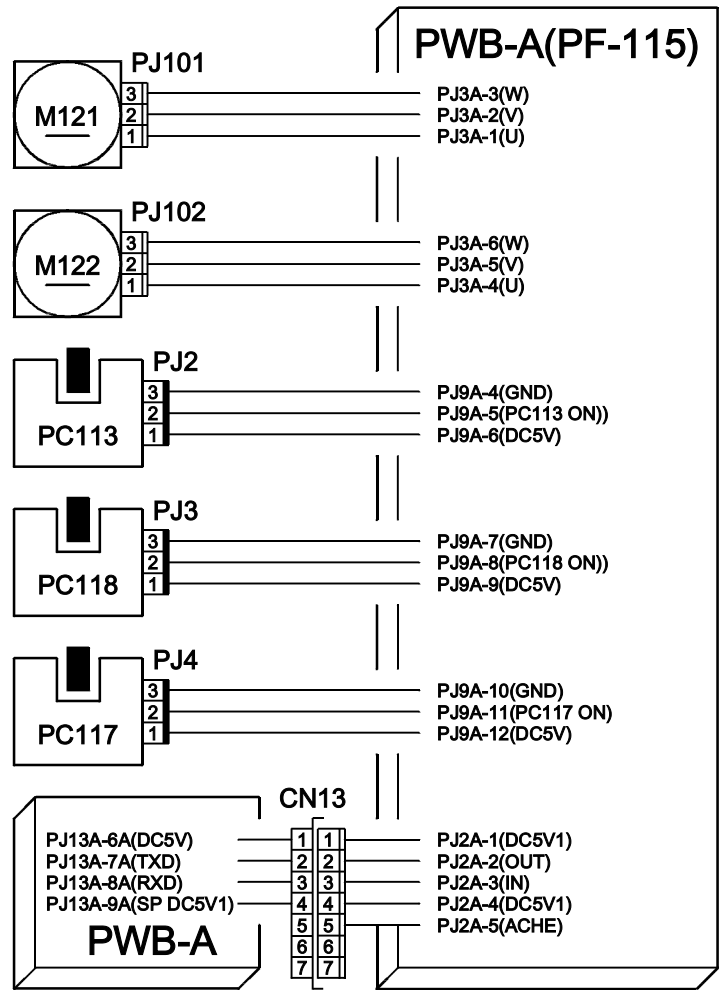 PWB-A(PF-115)
PJ101
M121
3 PJ3A-3(W)
2 PJ3A-2(V)
1 PJ3A-1(U)
PJ102
M122
3 PJ3A-6(W)
2 PJ3A-5(V)
1 PJ3A-4(U)
PJ2
PC113
3 PJ9A-4(GND)
2 PJ9A-5(PC113 ON))
1 PJ9A-6(DC5V)
PJ3
PC118
3 PJ9A-7(GND)
2 PJ9A-8(PC118 ON))
1 PJ9A-9(DC5V)
PJ4
PC117
3 PJ9A-10(GND)
2 PJ9A-11(PC117 ON)
1 PJ9A-12(DC5V)
CN13
PJ13A-6A(DC5V) 1 1 PJ2A-1(DC5V1)
PJ13A-7A(TXD) 2 2 PJ2A-2(OUT)
PJ13A-8A(RXD) 3 3 PJ2A-3(IN)
PJ13A-9A(SP DC5V1) 4 4 PJ2A-4(DC5V1)
5 5 PJ2A-5(ACHE)
6 6
7 7
PWB-A